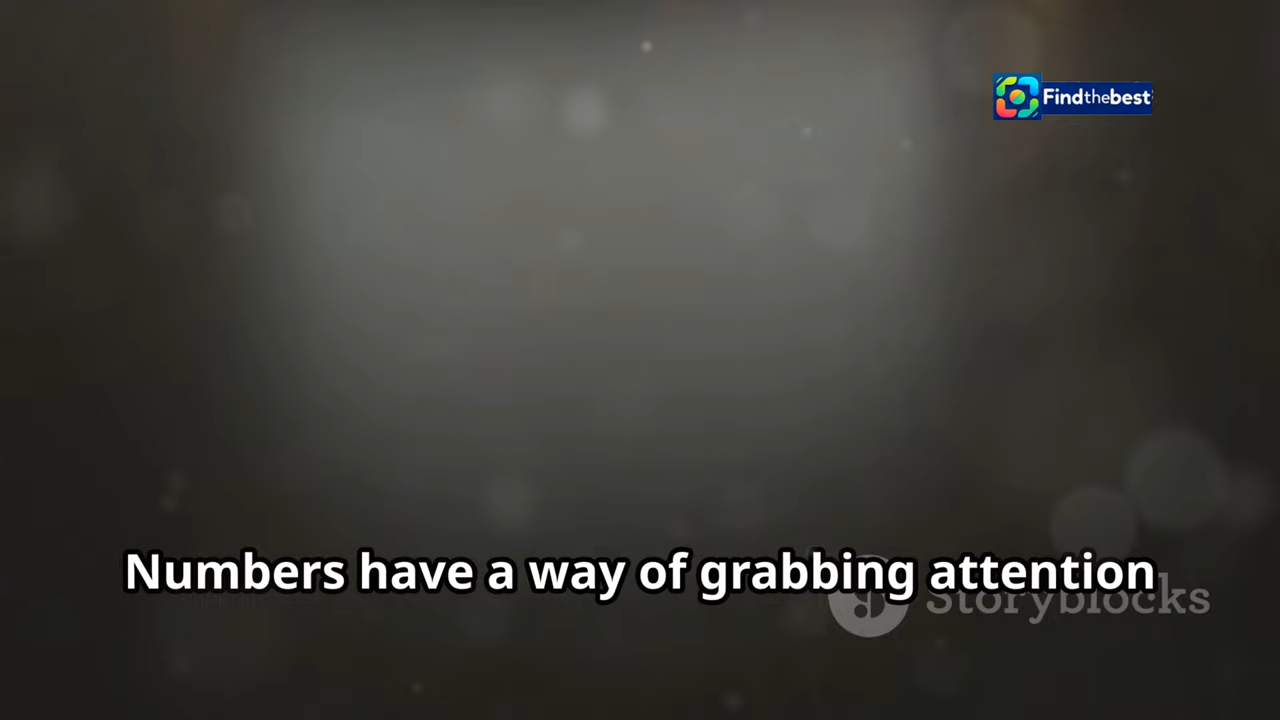 Findthebest
Numbers have a way of grabbing attention
Storyblocks